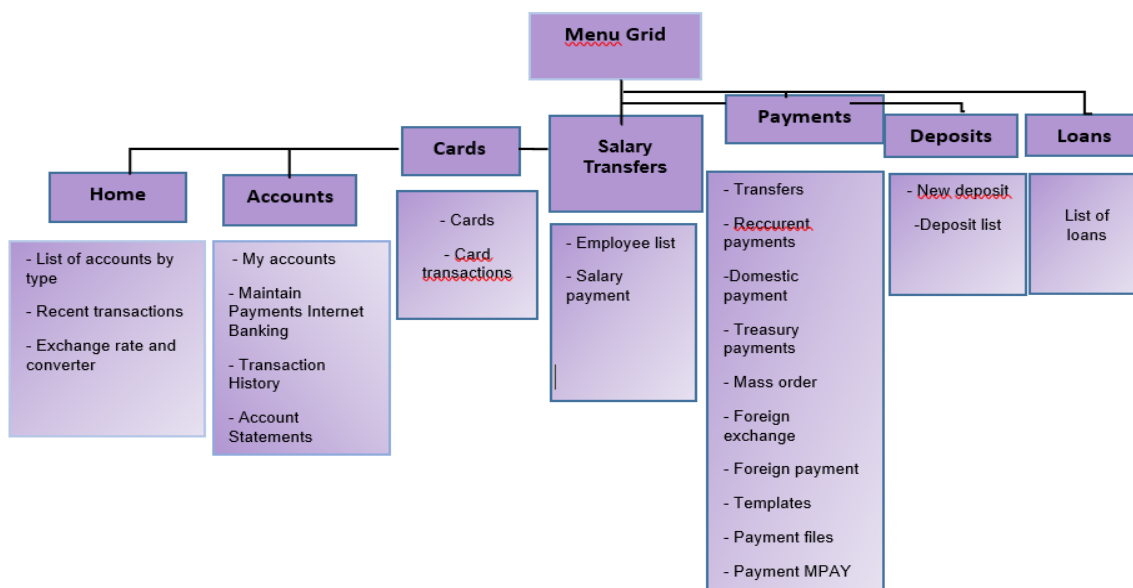 Menu Grid
Home
- List of accounts by
type
- Recent transactions
- Exchange rate and
converter
Accounts
- My accounts
- Maintain
Payments Internet
Banking
- Transaction
History
- Account
Statements
Cards
- Cards
- Card
transactions
Salary
Transfers
- Employee list
- Salary
payment
Payments
- Transfers
- Reccurent
payments
-Domestic
payment
- Treasury
payments
- Mass order
- Foreign
exchange
- Foreign payment
- Templates
- Payment files
- Payment MPAY
Deposits
- New deposit
-Deposit list
Loans
List of
loans